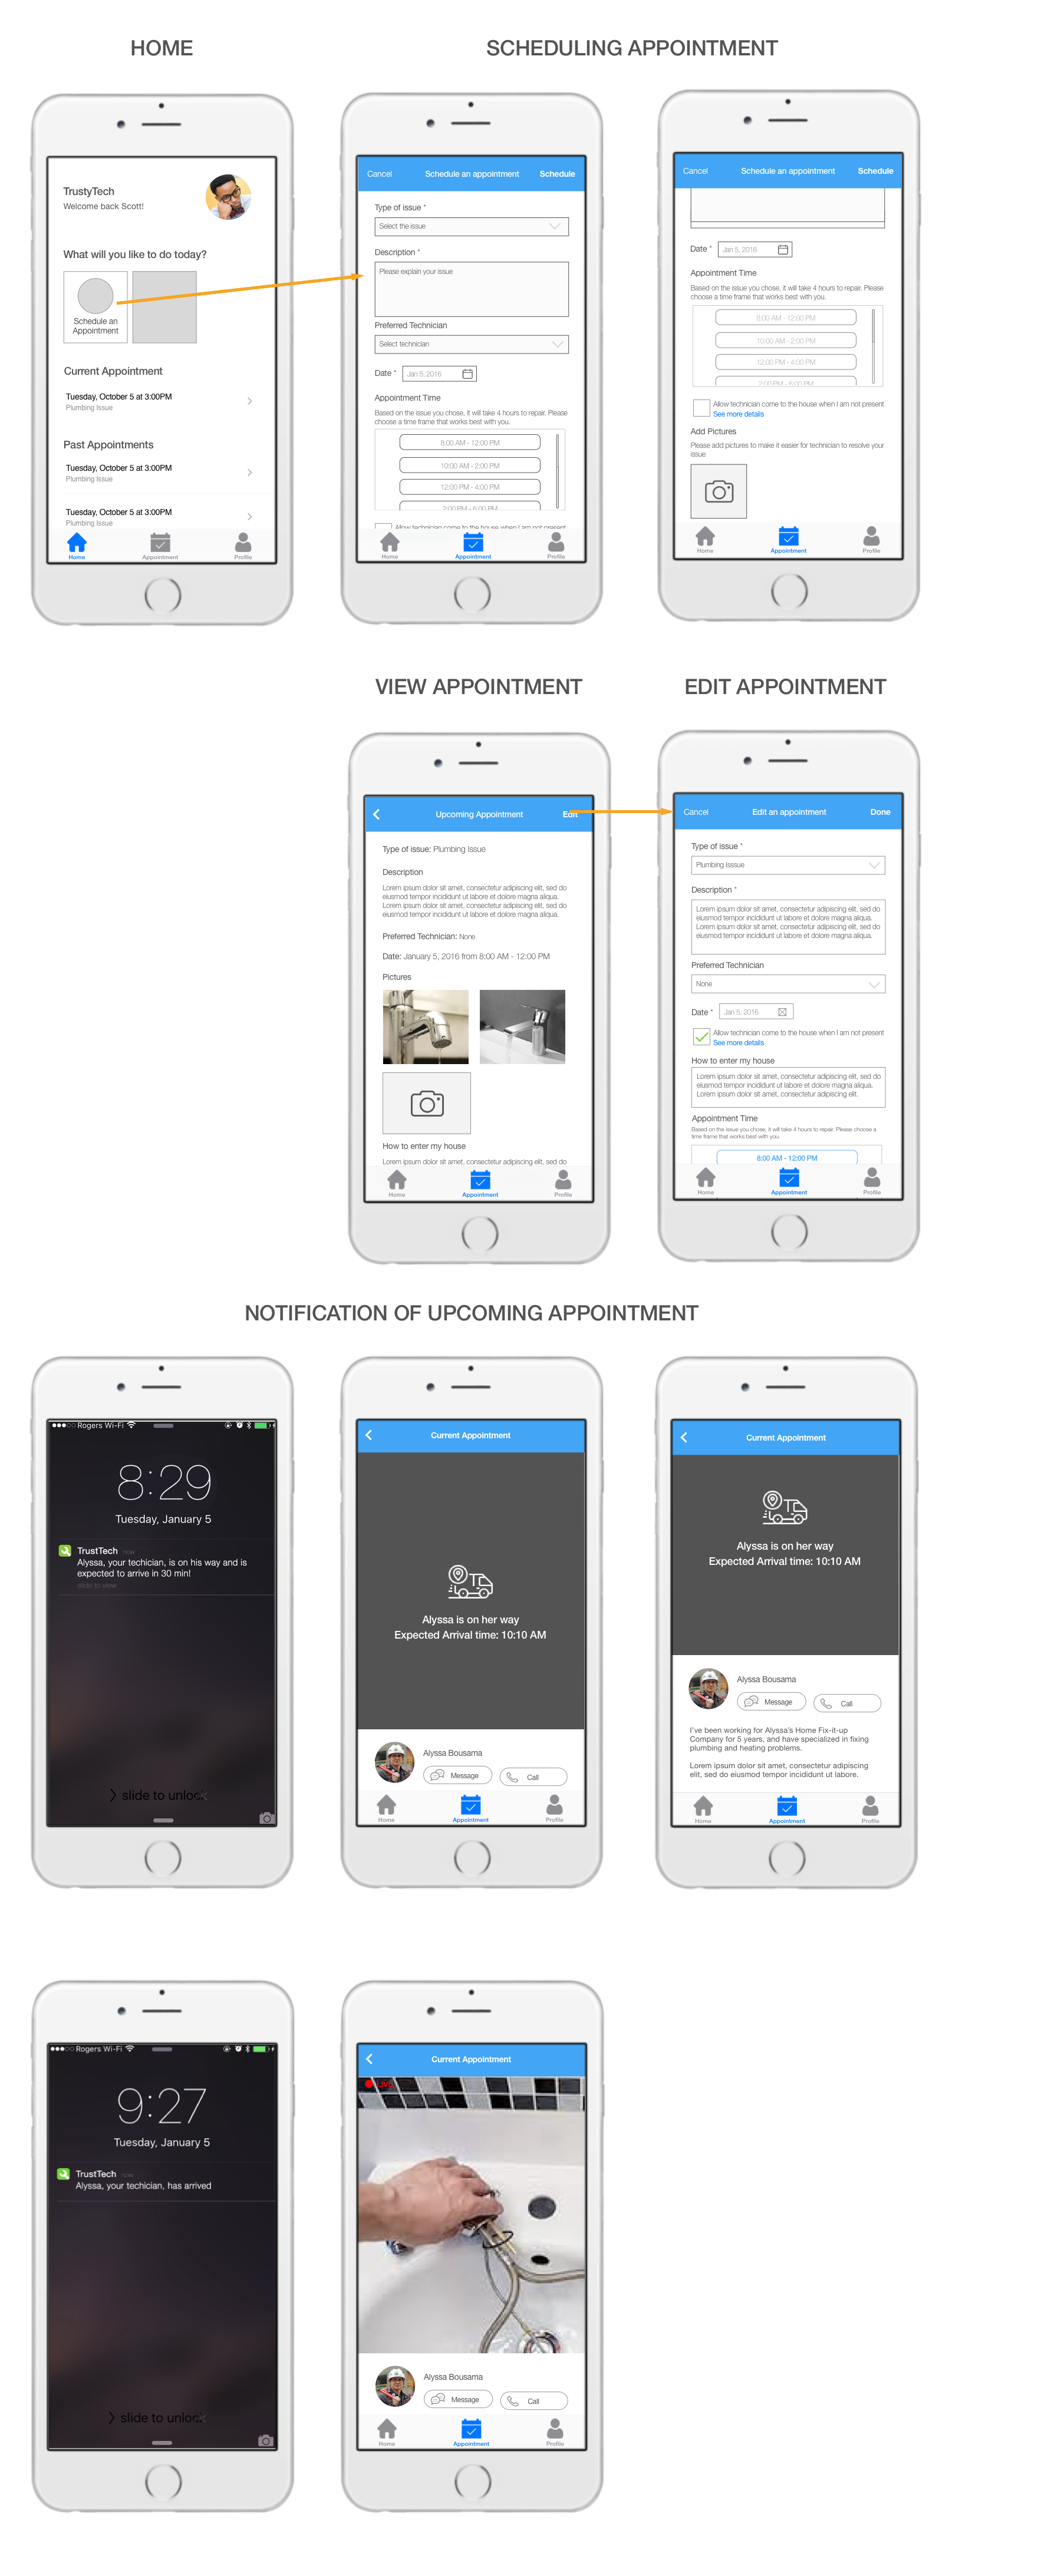 HOME
SCHEDULING APPOINTMENT
TrustyTech
Welcome back Scott!
What will you like to do today?
Schedule an
Appointment
Current Appointment
Tuesday, October 5 at 3:00PM
Plumbing Issue
Past Appointments
Tuesday, October 5 at 3:00PM
Plumbing Issue
Tuesday, October 5 at 3:00PM
Plumbing Issue
Home Appointment Profile
Cancel Schedule an appointment Schedule
Type of issue *
Select the issue
Description *
Please explain your issue
Preferred Technician
Select technician
Date * Jan 5, 2016
Appointment Time
Based on the issue you chose, it will take 4 hours to repair. Please
choose a time frame that works best with you.
8:00 AM - 12:00 PM
10:00 AM - 2:00 PM
12:00 PM - 4:00 PM
2:00 PM - 6:00 PM
Allow technician come to the house when I am not present
Home Appointment Profile
Cancel Schedule an appointment Schedule
Date * Jan 5, 2016
Appointment Time
Based on the issue you chose, it will take 4 hours to repair. Please
choose a time frame that works best with you.
8:00 AM - 12:00 PM
10:00 AM - 2:00 PM
12:00 PM - 4:00 PM
2:00 PM - 6:00 PM
Allow technician come to the house when I am not present
See more details
Add Pictures
Please add pictures to make it easier for technician to resolve your
issue
Home Appointment Profile
VIEW APPOINTMENT
EDIT APPOINTMENT
Upcoming Appointment Edit
Type of issue: Plumbing Issue
Description
Lorem ipsum dolor sit amet, consectetur adipiscing elit, sed do
eiusmod tempor incididunt ut labore et dolore magna aliqua.
Lorem ipsum dolor sit amet, consectetur adipiscing elit, sed do
eiusmod tempor incididunt ut labore et dolore magna aliqua.
Preferred Technician: None
Date: January 5, 2016 from 8:00 AM - 12:00 PM
Pictures
How to enter my house
Lorem ipsum dolor sit amet, consectetur adipiscing elit, sed do
Home Appointment Profile
Cancel Edit an appointment Done
Type of issue *
Plumbing Isssue
Description *
Lorem ipsum dolor sit amet, consectetur adipiscing elit, sed do
eiusmod tempor incididunt ut labore et dolore magna aliqua.
Lorem ipsum dolor sit amet, consectetur adipiscing elit, sed do
eiusmod tempor incididunt ut labore et dolore magna aliqua.
Preferred Technician
None
Date * Jan 5, 2016
Allow technician come to the house when I am not present
See more details
How to enter my house
Lorem ipsum dolor sit amet, consectetur adipiscing elit, sed do
eiusmod tempor incididunt ut labore et dolore magna aliqua.
Lorem ipsum dolor sit amet, consectetur adipiscing elit.
Appointment Time
Based on the issue you chose, it will take 4 hours to repair. Please choose a
time frame that works best with you.
8:00 AM - 12:00 PM
Home Appointment Profile
NOTIFICATION OF UPCOMING APPOINTMENT
Rogers Wi-Fi
8:29
Tuesday, January 5
TrustTech now
Alyssa, your techician, is on his way and is
expected to arrive in 30 min!
slide to view
> slide to unlock
Current Appointment
Alyssa is on her way
Expected Arrival time: 10:10 AM
Alyssa Bousama
Message Call
Home Appointment Profile
Current Appointment
Alyssa is on her way
Expected Arrival time: 10:10 AM
Alyssa Bousama
Message Call
I've been working for Alyssa's Home Fix-it-up
Company for 5 years, and have specialized in fixing
plumbing and heating problems.
Lorem ipsum dolor sit amet, consectetur adipiscing
elit, sed do eiusmod tempor incididunt ut labore.
Home Appointment Profile
Rogers Wi-Fi
9:27
Tuesday, January 5
TrustTech now
Alyssa, your techician, has arrived
> slide to unlock
Current Appointment
LIVE
Alyssa Bousama
Message Call
Home Appointment Profile